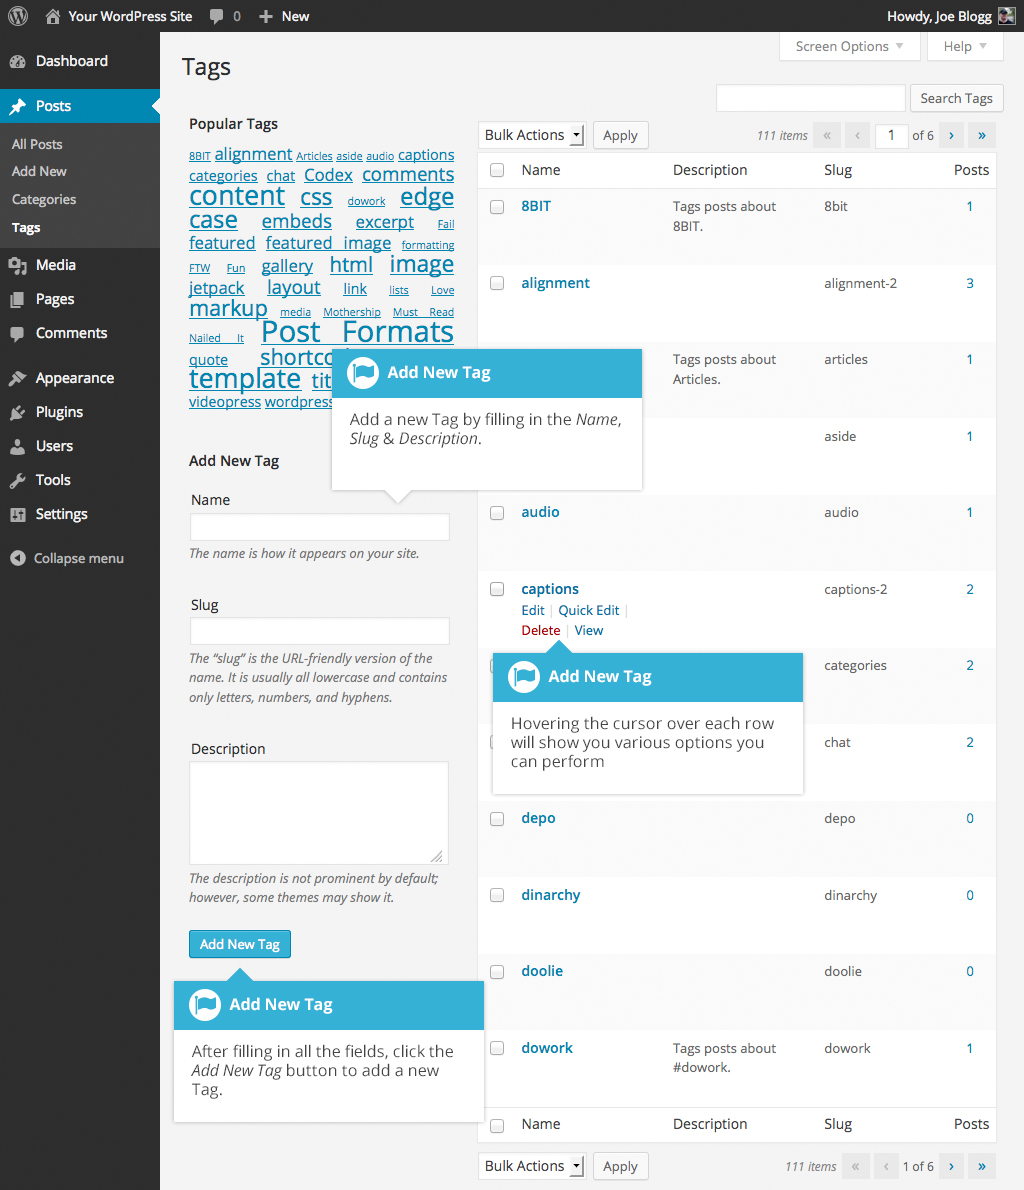 Your WordPress Site 0 New Howdy, Joe Blogg
Dashboard
Posts
All Posts
Add New
Categories
Tags
Media
Pages
Comments
Appearance
Plugins
Users
Tools
Settings
Collapse menu
Screen Options Help
Tags
Search Tags
Popular Tags
8BIT alignment Articles aside audio captions
categories chat Codex comments
content css dowork edge
case embeds excerpt Fail
featured featured image formatting
FTW Fun gallery html image
jetpack layout link lists Love
markup media Mothership Must Read
Nailed It Post Formats
quote shortco
template tit
videopress wordpress
Add New Tag
Add a new Tag by filling in the Name,
Slug & Description.
Add New Tag
Name
The name is how it appears on your site.
Slug
The “slug” is the URL-friendly version of the
name. It is usually all lowercase and contains
only letters, numbers, and hyphens.
Description
The description is not prominent by default;
however, some themes may show it.
Add New Tag
Add New Tag
After filling in all the fields, click the
Add New Tag button to add a new
Tag.
Bulk Actions Apply 111 items « ‹ 1 of 6 › »
Name Description Slug Posts
8BIT Tags posts about 8bit 1
8BIT.
alignment alignment-2 3
Tags posts about articles 1
Articles.
aside 1
audio audio 1
captions captions-2 2
Edit | Quick Edit |
Delete | View
categories 2
Add New Tag
Hovering the cursor over each row
will show you various options you
can perform
chat 2
depo depo 0
dinarchy dinarchy 0
doolie doolie 0
dowork Tags posts about dowork 1
#dowork.
Name Description Slug Posts
Bulk Actions Apply 111 items « ‹ 1 of 6 › »